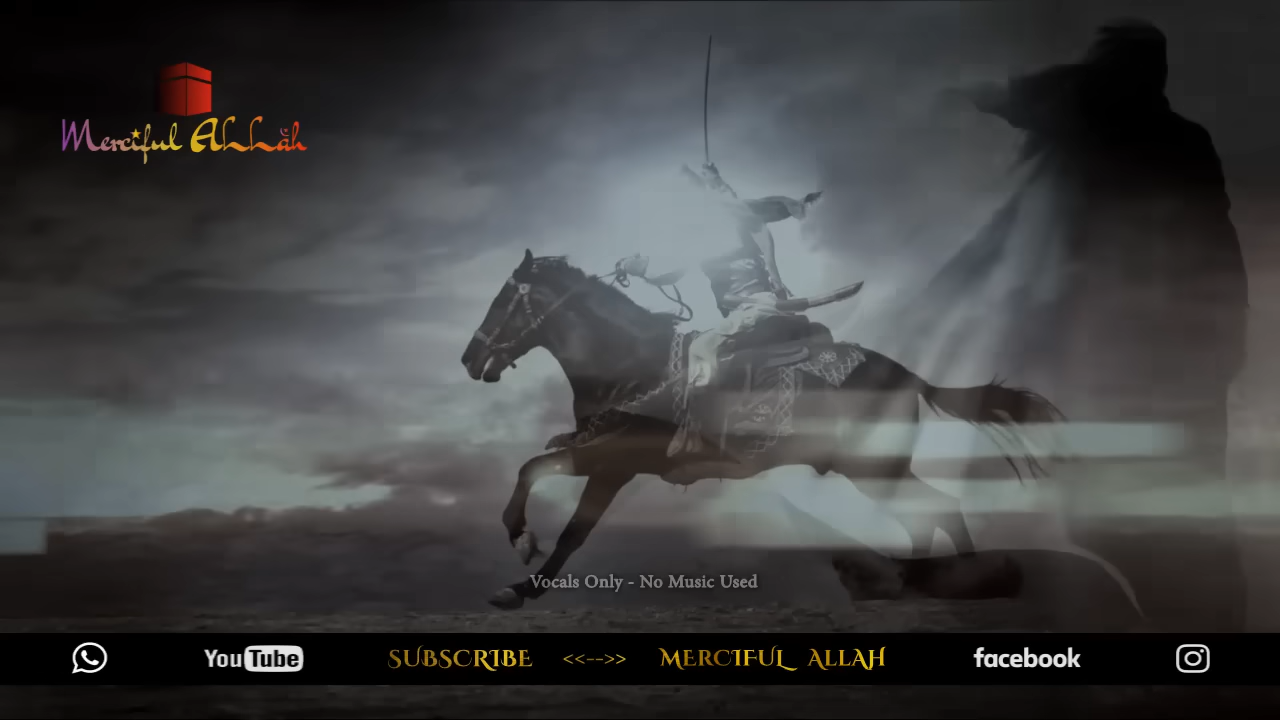 Merciful Allah
Vocals Only - No Music Used
YouTube SUBSCRIBE <<-->> MERCIFUL ALLAH facebook